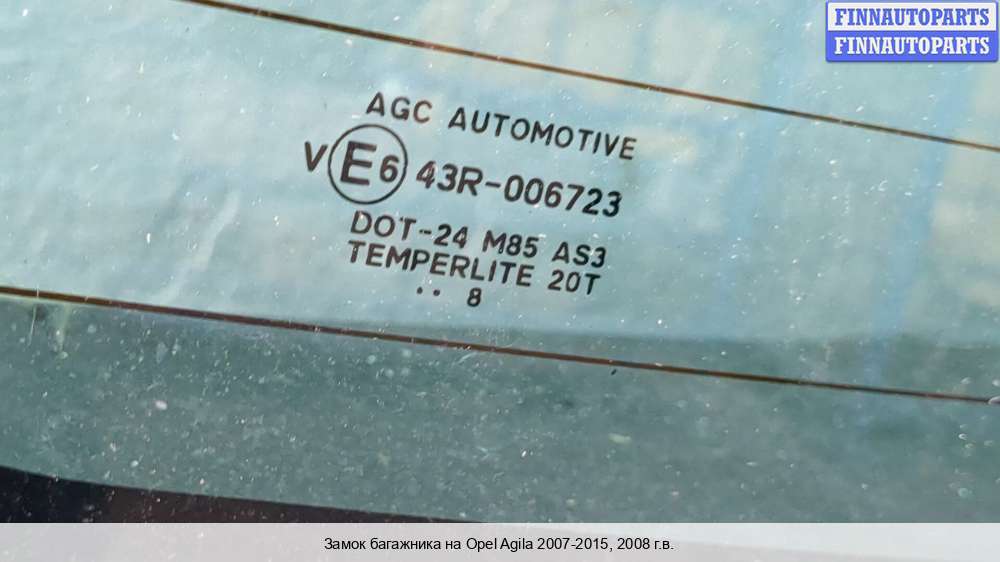 FINNAUTOPARTS
FINNAUTOPARTS
AGC AUTOMOTIVE
V E6 43R-006723
DOT-24 M85 AS3
TEMPERLITE 20T
.. 8
Замок багажника на Opel Agila 2007-2015, 2008 г.в.